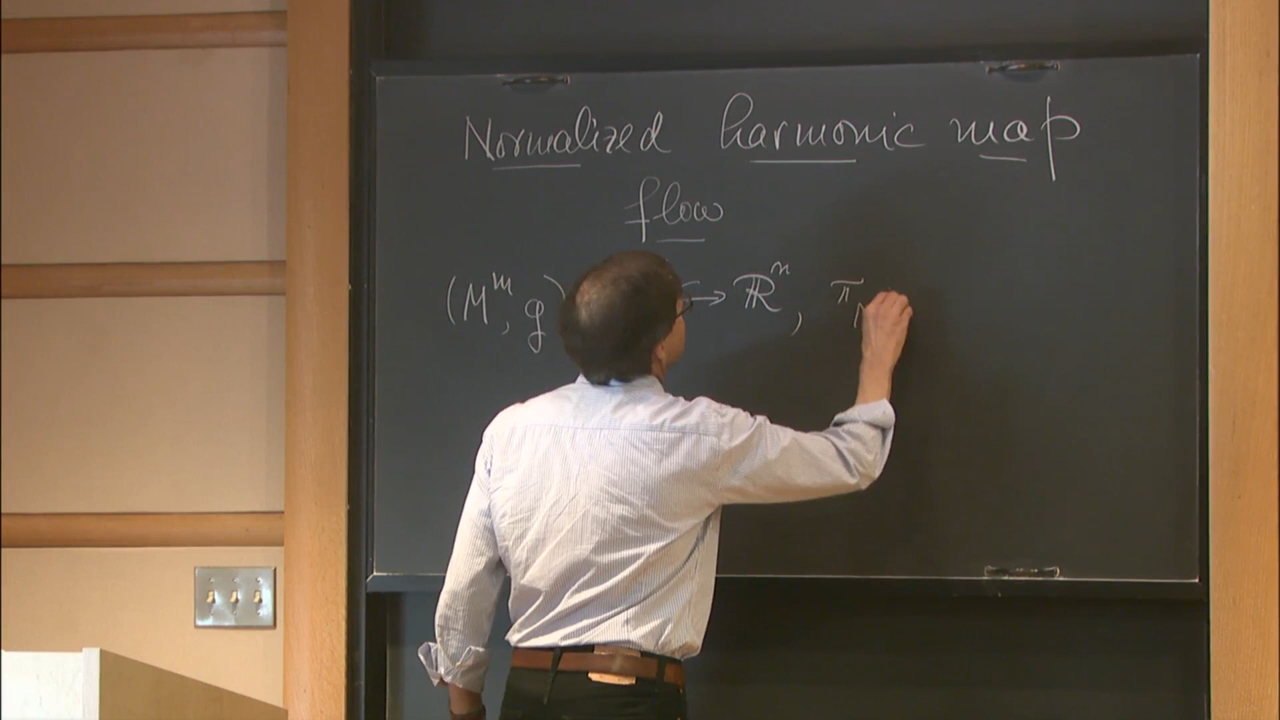 Normalized harmonic map
flow
(M^m, g) ↪ ℝ^n, π